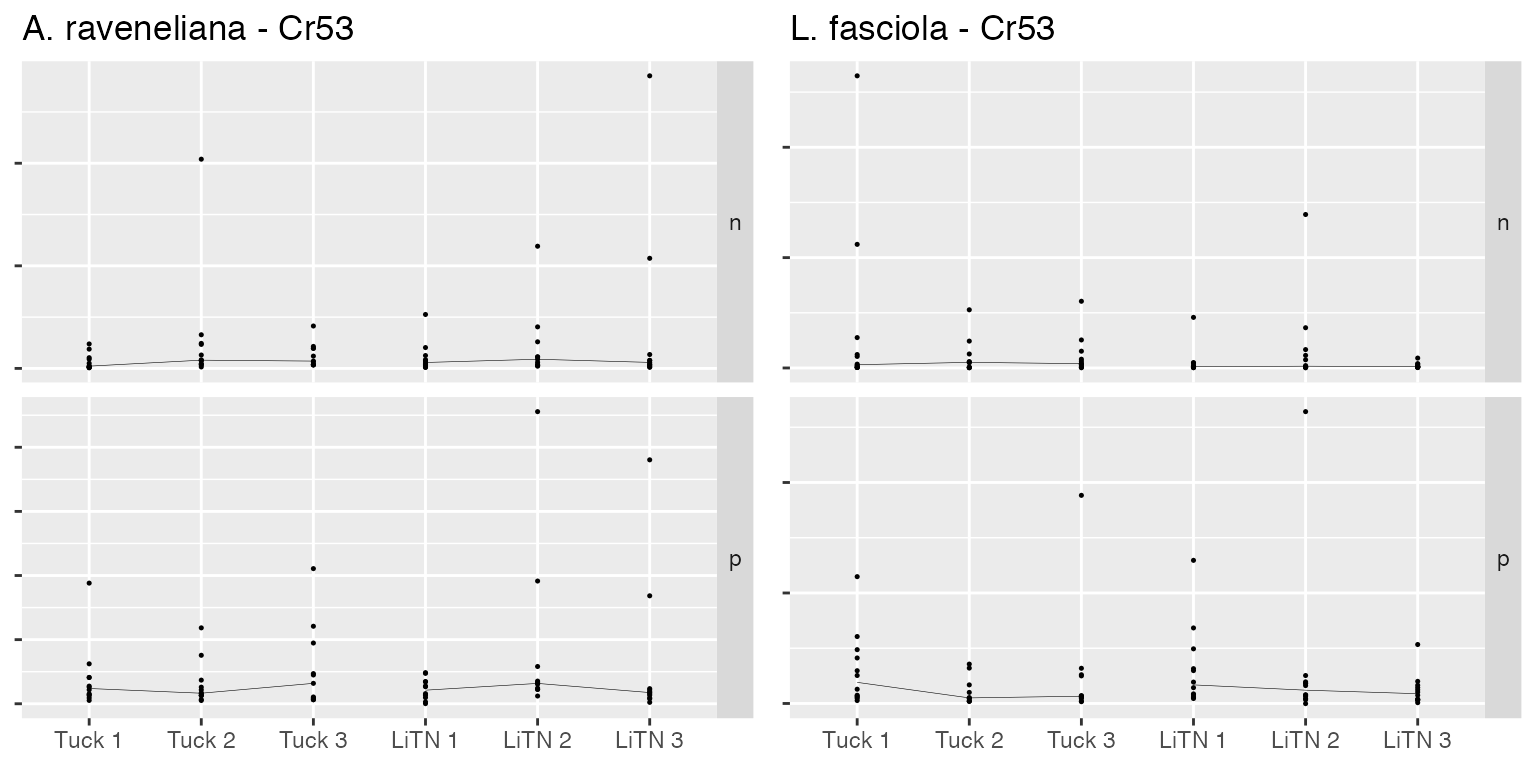 A. raveneliana - Cr53
n
p
Tuck 1 Tuck 2 Tuck 3 LiTN 1 LiTN 2 LiTN 3
L. fasciola - Cr53
n
p
Tuck 1 Tuck 2 Tuck 3 LiTN 1 LiTN 2 LiTN 3